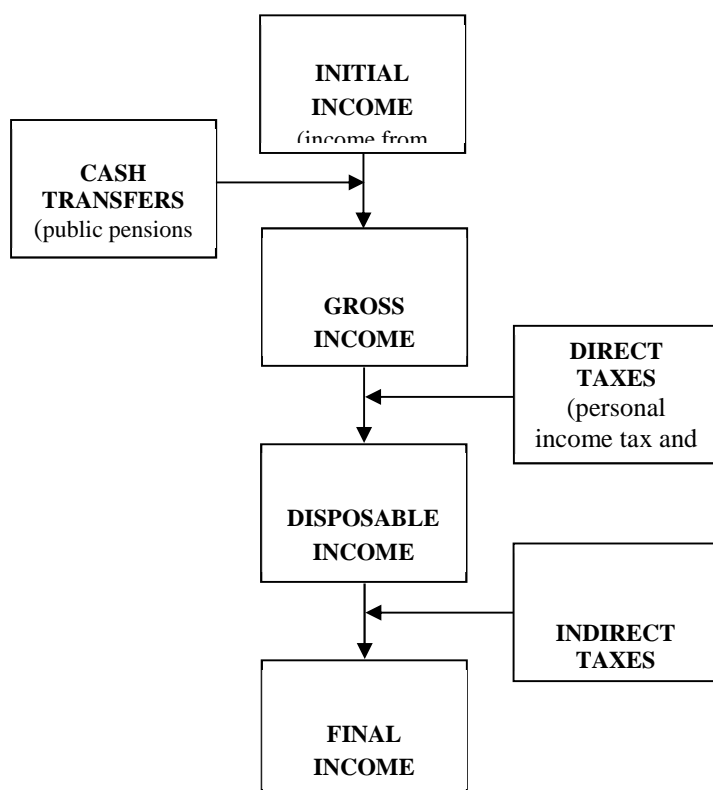 INITIAL
INCOME
(income from
CASH
TRANSFERS
(public pensions
GROSS
INCOME
DIRECT
TAXES
(personal
income tax and
DISPOSABLE
INCOME
INDIRECT
TAXES
FINAL
INCOME